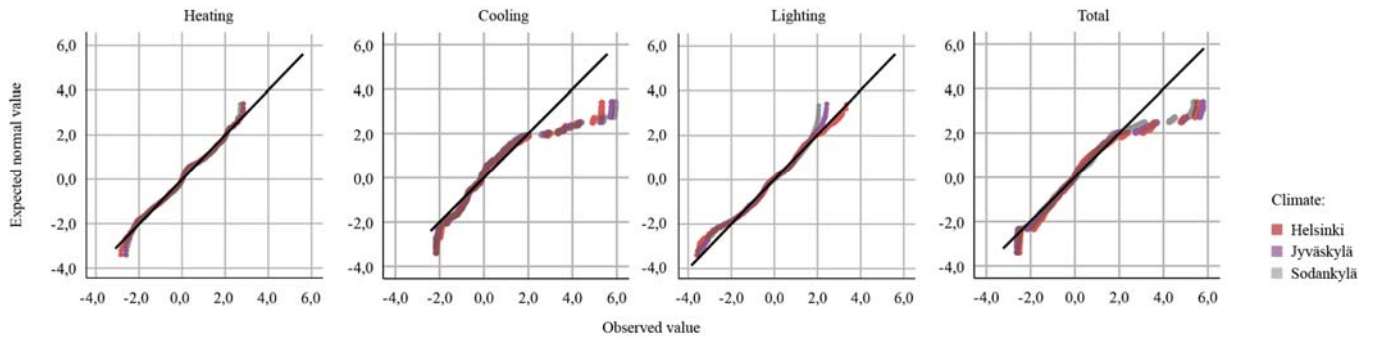 Heating
Cooling
Lighting
Total
Expected normal value
6,0
4,0
2,0
0,0
-2,0
-4,0
-4,0 -2,0 0,0 2,0 4,0 6,0
6,0
4,0
2,0
0,0
-2,0
-4,0
-4,0 -2,0 0,0 2,0 4,0 6,0
6,0
4,0
2,0
0,0
-2,0
-4,0
-4,0 -2,0 0,0 2,0 4,0 6,0
6,0
4,0
2,0
0,0
-2,0
-4,0
-4,0 -2,0 0,0 2,0 4,0 6,0
Observed value
Climate:
Helsinki
Jyväskylä
Sodankylä